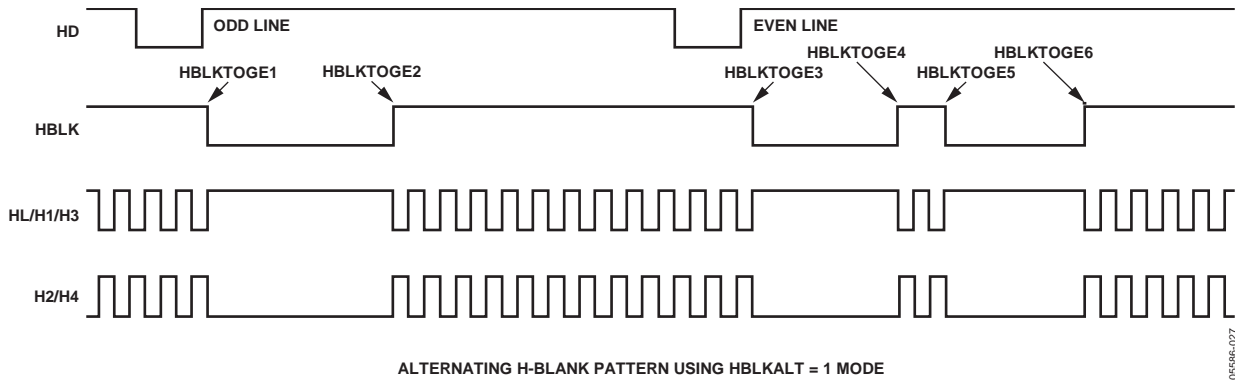 HD
ODD LINE
EVEN LINE
HBLKTOGE1
HBLKTOGE2
HBLKTOGE3
HBLKTOGE4
HBLKTOGE5
HBLKTOGE6
HBLK
HL/H1/H3
H2/H4
ALTERNATING H-BLANK PATTERN USING HBLKALT = 1 MODE
05586-027